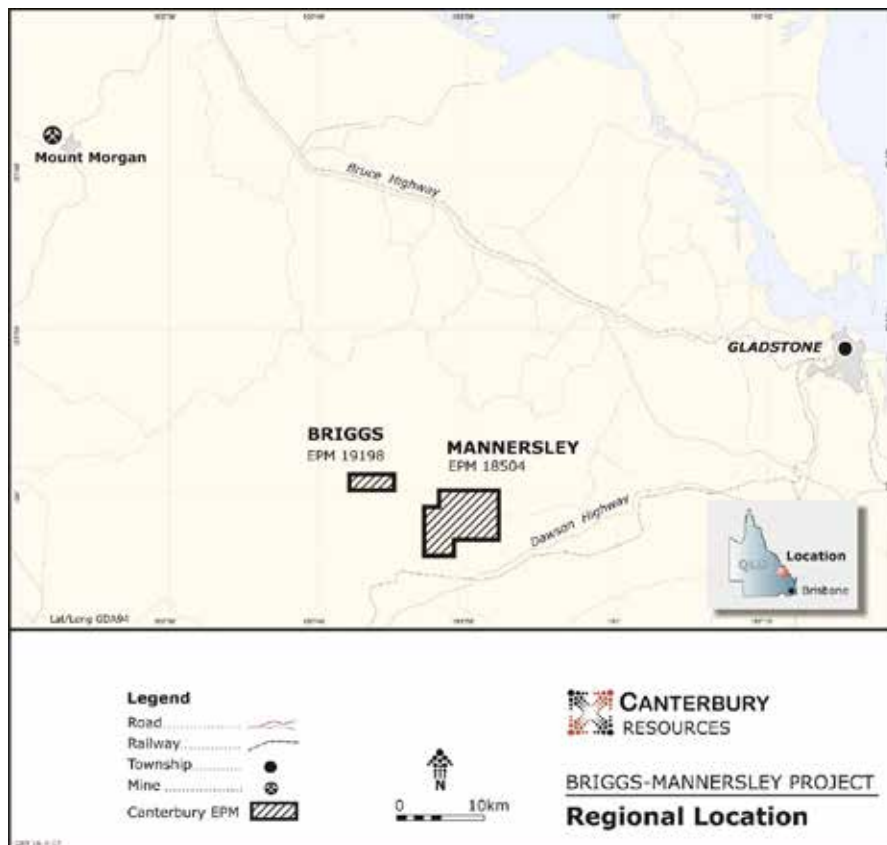 Mount Morgan
Bruce Highway
GLADSTONE
BRIGGS
EPM 19198
MANNERSLEY
EPM 18504
Dawson Highway
QLD
Location
Brisbane
Lat/Long GDA94
Legend
Road
Railway
Township
Mine
Canterbury EPM
N
0 10km
CANTERBURY
RESOURCES
BRIGGS-MANNERSLEY PROJECT
Regional Location